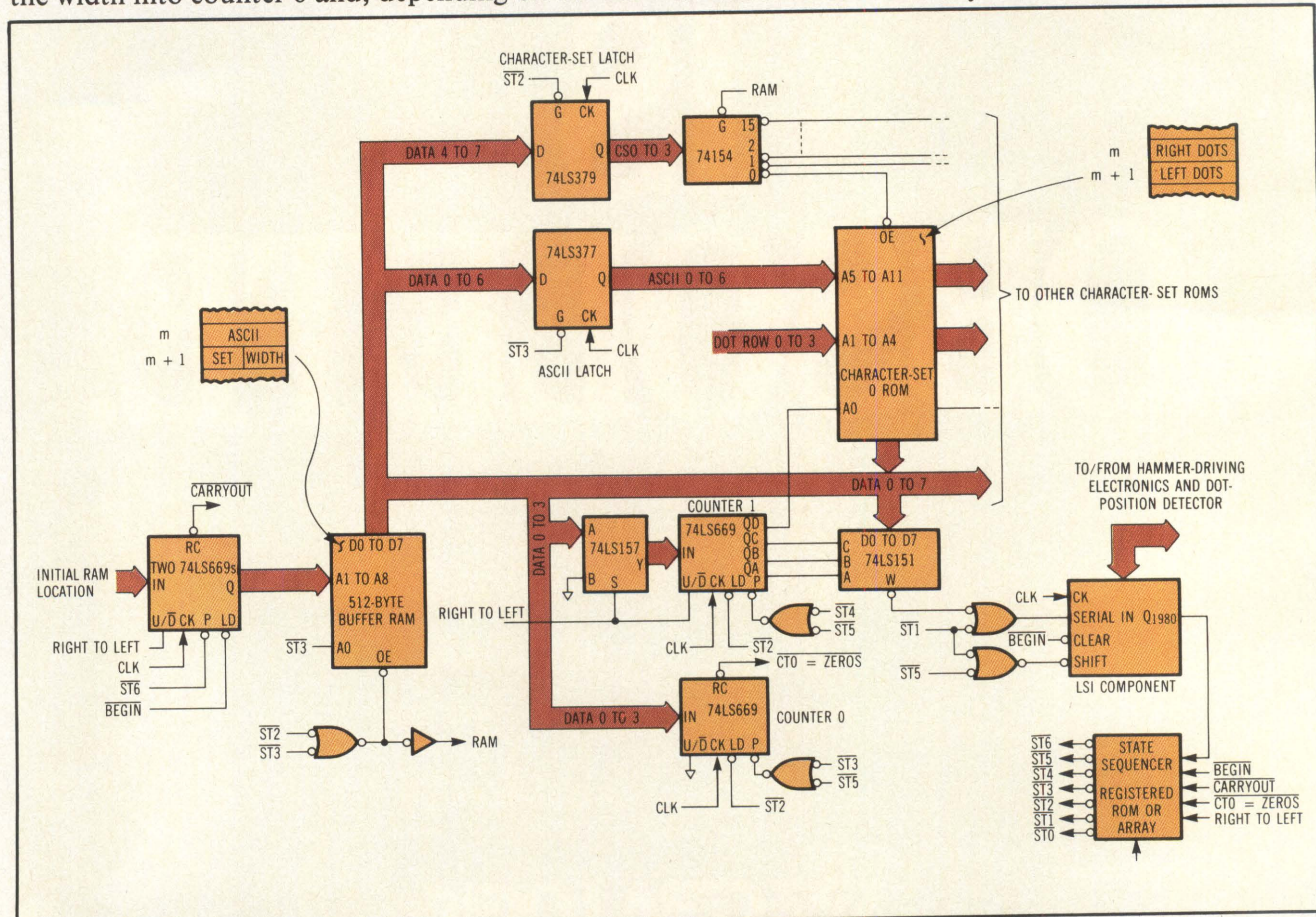 the width into counter 0 and, depending on
CHARACTER-SET LATCH
ST2
CLK
G CK
D Q
74LS379
DATA 4 TO 7
CSO TO 3
RAM
G 15
2
1
0
74154
m RIGHT DOTS
m + 1 LEFT DOTS
74LS377
D Q
G CK
DATA 0 TO 6
ASCII 0 TO 6
ST3
CLK
ASCII LATCH
OE
A5 TO A11
DOT ROW 0 TO 3
A1 TO A4
CHARACTER-SET
0 ROM
A0
TO OTHER CHARACTER- SET ROMS
m ASCII
m + 1 SET WIDTH
DATA 0 TO 7
TO/FROM HAMMER-DRIVING
ELECTRONICS AND DOT-
POSITION DETECTOR
CARRYOUT
RC
TWO 74LS669s
IN Q
U/D CK P LD
INITIAL RAM
LOCATION
RIGHT TO LEFT
CLK
ST6
BEGIN
D0 TO D7
A1 TO A8
512-BYTE
BUFFER RAM
A0
OE
ST3
ST2
ST3
RAM
DATA 0 TO 3
A
74LS157
Y
B S
RIGHT TO LEFT
COUNTER 1
74LS669
QD
QC
QB
QA
IN
U/D CK LD P
CLK
ST2
ST4
ST5
D0 TO D7
C 74LS151
B
A W
CT0 = ZEROS
RC
74LS669
IN
U/D CK LD P
COUNTER 0
DATA 0 TO 3
CLK
ST2
ST3
ST5
CLK
ST1
BEGIN
ST5
CK
SERIAL IN Q1980
CLEAR
SHIFT
LSI COMPONENT
ST6
ST5
ST4
ST3
ST2
ST1
ST0
STATE
SEQUENCER
REGISTERED
ROM OR
ARRAY
BEGIN
CARRYOUT
CT0 = ZEROS
RIGHT TO LEFT